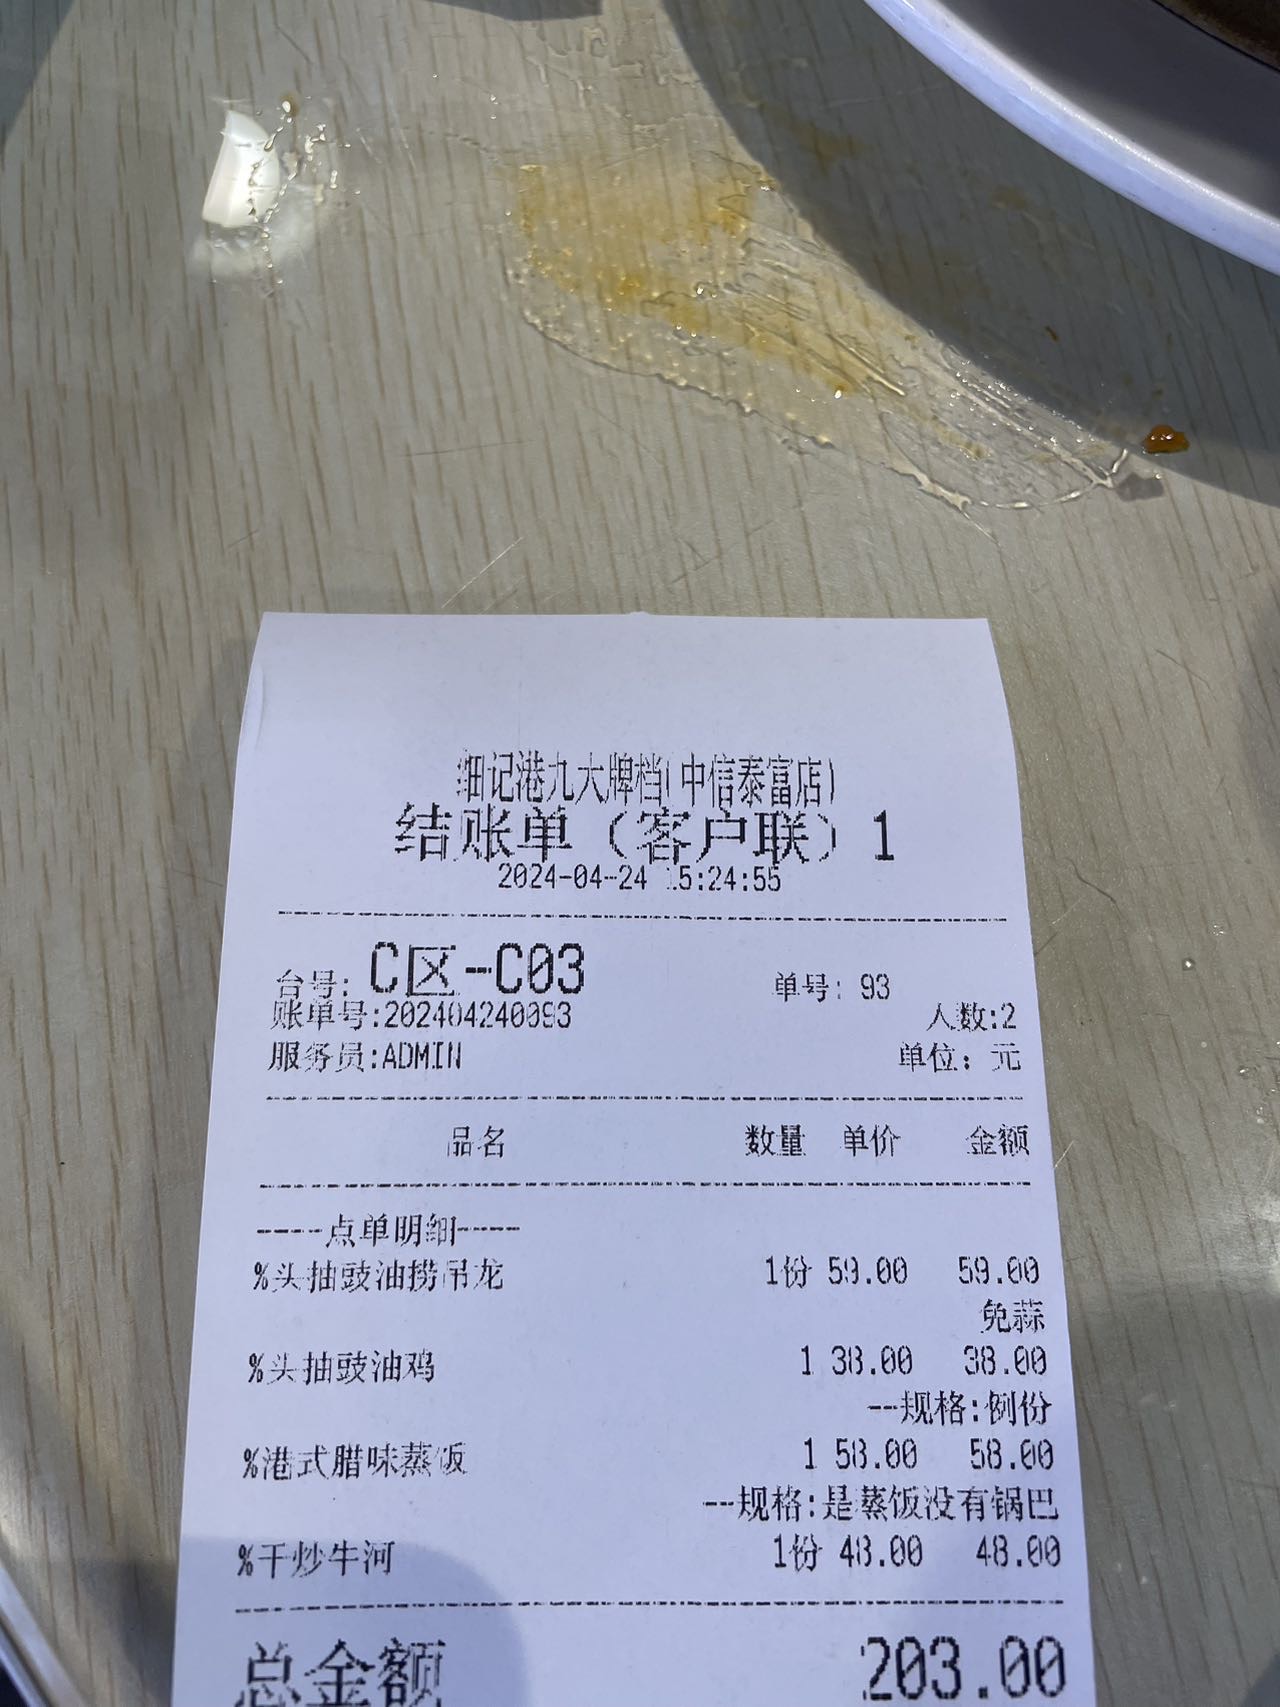 细记港九大牌档(中信泰富店)
结账单（客户联）1
2024-04-24 15:24:55
台号: C区-C03 单号: 93
账单号:202404240093 人数:2
服务员:ADMIN 单位: 元
品名 数量 单价 金额
----点单明细----
%头抽豉油捞吊龙 1份 59.00 59.00
免蒜
%头抽豉油鸡 1 38.00 38.00
--规格:例份
%港式腊味蒸饭 1 58.00 58.00
--规格:是蒸饭没有锅巴
%干炒牛河 1份 48.00 48.00
总金额 203.00